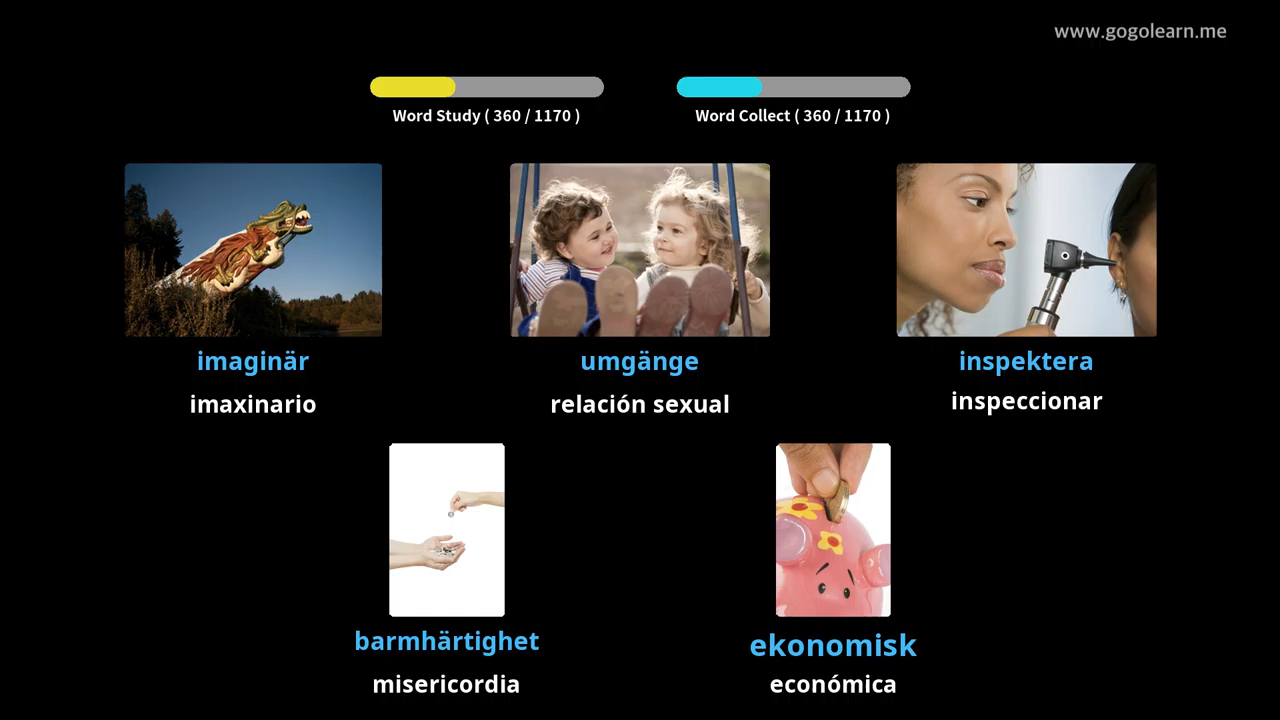 www.gogolearn.me
Word Study ( 360 / 1170 )
Word Collect ( 360 / 1170 )
imaginär
umgänge
inspektera
imaxinario
relación sexual
inspeccionar
barmhärtighet
ekonomisk
misericordia
económica